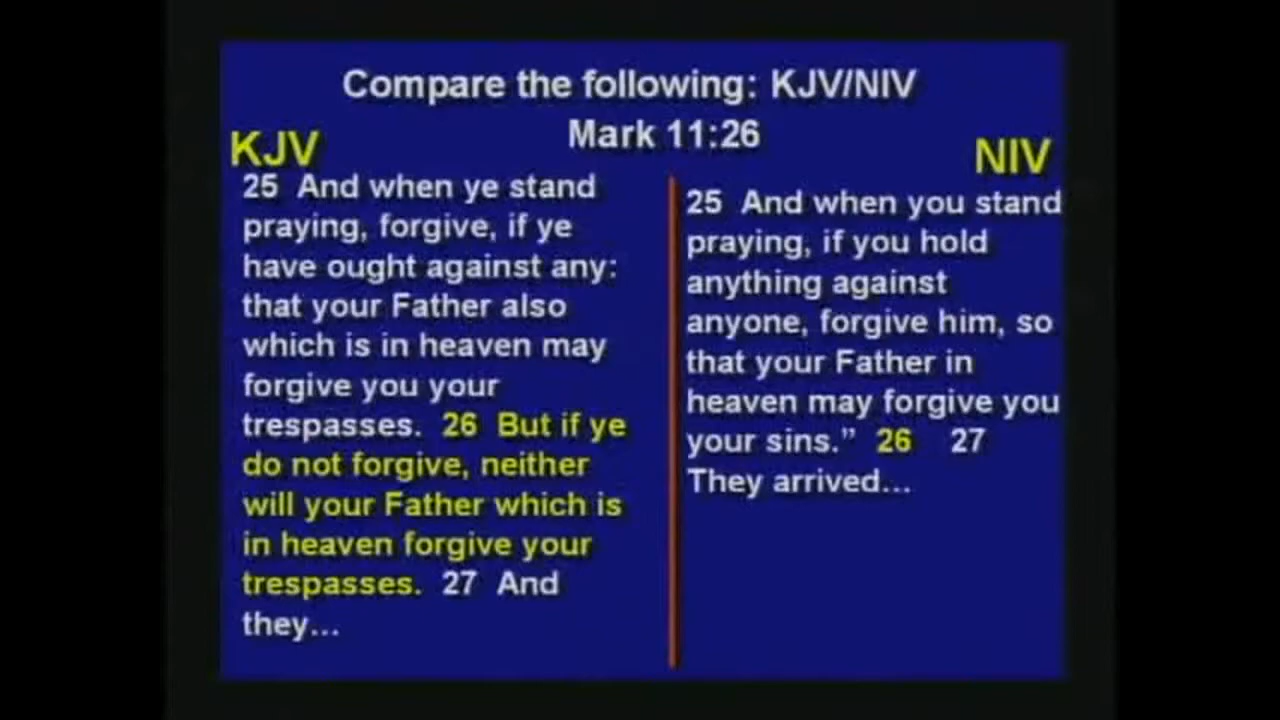 Compare the following: KJV/NIV
Mark 11:26
KJV
25 And when ye stand
praying, forgive, if ye
have ought against any:
that your Father also
which is in heaven may
forgive you your
trespasses. 26 But if ye
do not forgive, neither
will your Father which is
in heaven forgive your
trespasses. 27 And
they...
NIV
25 And when you stand
praying, if you hold
anything against
anyone, forgive him, so
that your Father in
heaven may forgive you
your sins.” 26 27
They arrived...